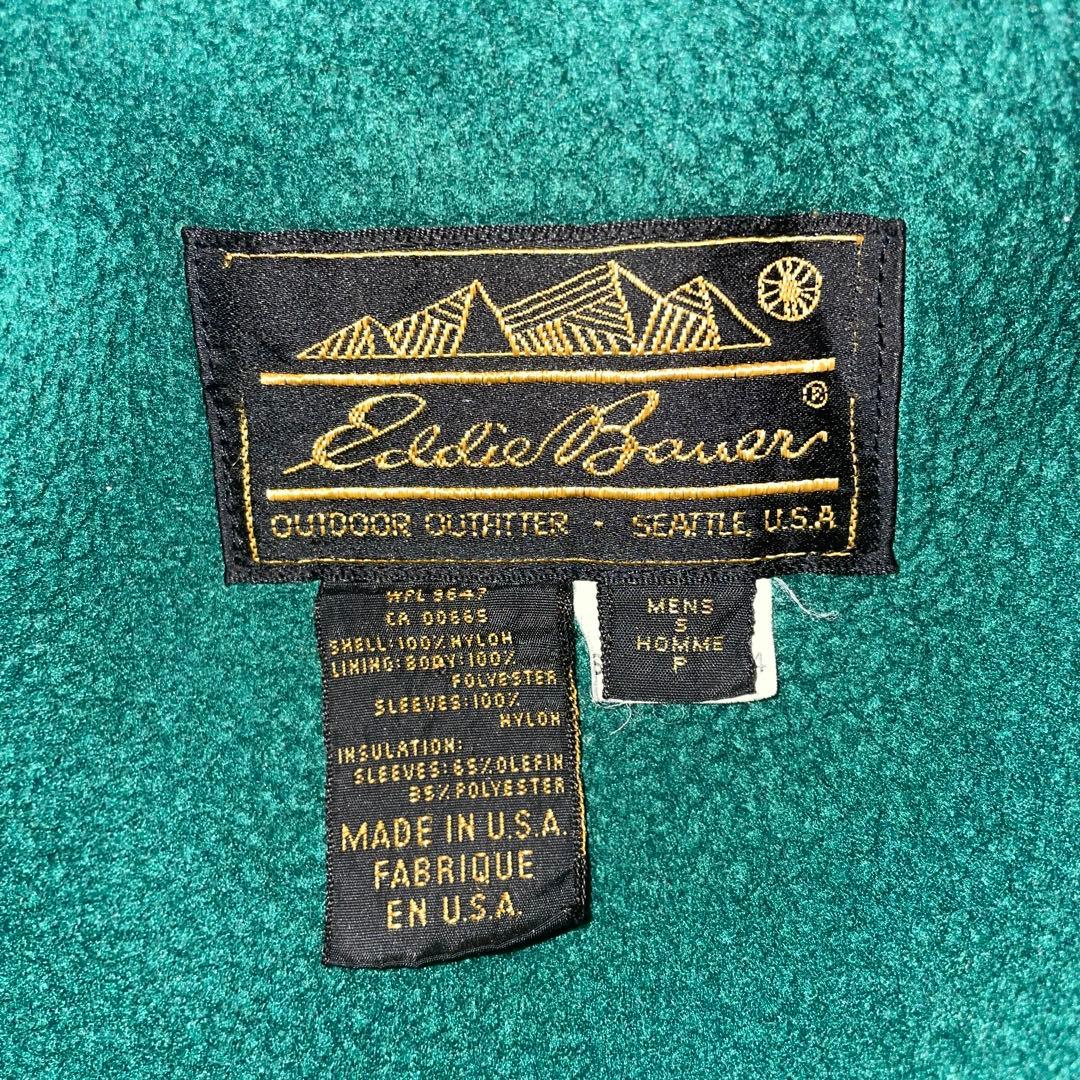 Eddie Bauer ®
OUTDOOR OUTFITTER · SEATTLE, U.S.A
WPL 8647
CA 00665
SHELL: 100% NYLON
LINING: BODY: 100%
POLYESTER
SLEEVES: 100%
NYLON
INSULATION:
SLEEVES: 65% OLEFIN
35% POLYESTER
MADE IN U.S.A.
FABRIQUE
EN U.S.A.
MENS
S
HOMME
P